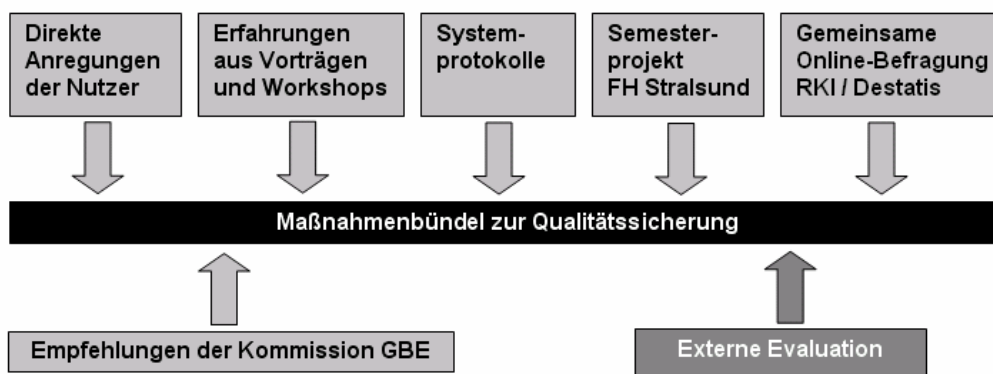 Direkte
Anregungen
der Nutzer
Erfahrungen
aus Vorträgen
und Workshops
System-
protokolle
Semester-
projekt
FH Stralsund
Gemeinsame
Online-Befragung
RKI / Destatis
Maßnahmenbündel zur Qualitätssicherung
Empfehlungen der Kommission GBE
Externe Evaluation